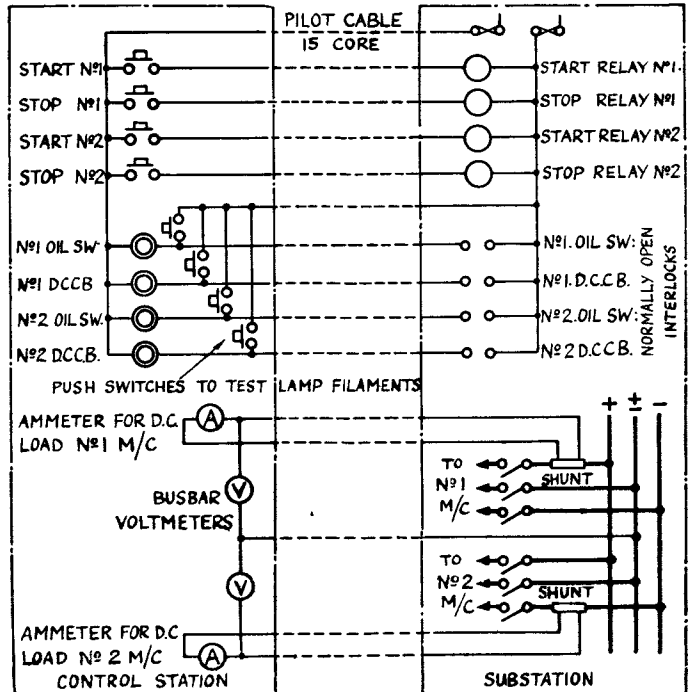 PILOT CABLE
15 CORE
START Nº1
START RELAY Nº1.
STOP Nº1
STOP RELAY Nº1
START Nº2
START RELAY Nº2
STOP Nº2
STOP RELAY Nº2
Nº1 OIL SW.
Nº1. OIL SW:
Nº1 DCCB
Nº1. D.C.C.B.
Nº2 OIL SW.
Nº2. OIL SW:
Nº2 D.C.C.B.
Nº2 D.C.C.B.
NORMALLY OPEN
INTERLOCKS
PUSH SWITCHES TO TEST LAMP FILAMENTS
+ ± -
AMMETER FOR D.C.
LOAD Nº1 M/C
A
TO
Nº1
M/C
SHUNT
V
BUSBAR
VOLTMETERS
V
TO
Nº2
M/C
SHUNT
AMMETER FOR D.C
LOAD Nº 2 M/C
A
CONTROL STATION
SUBSTATION